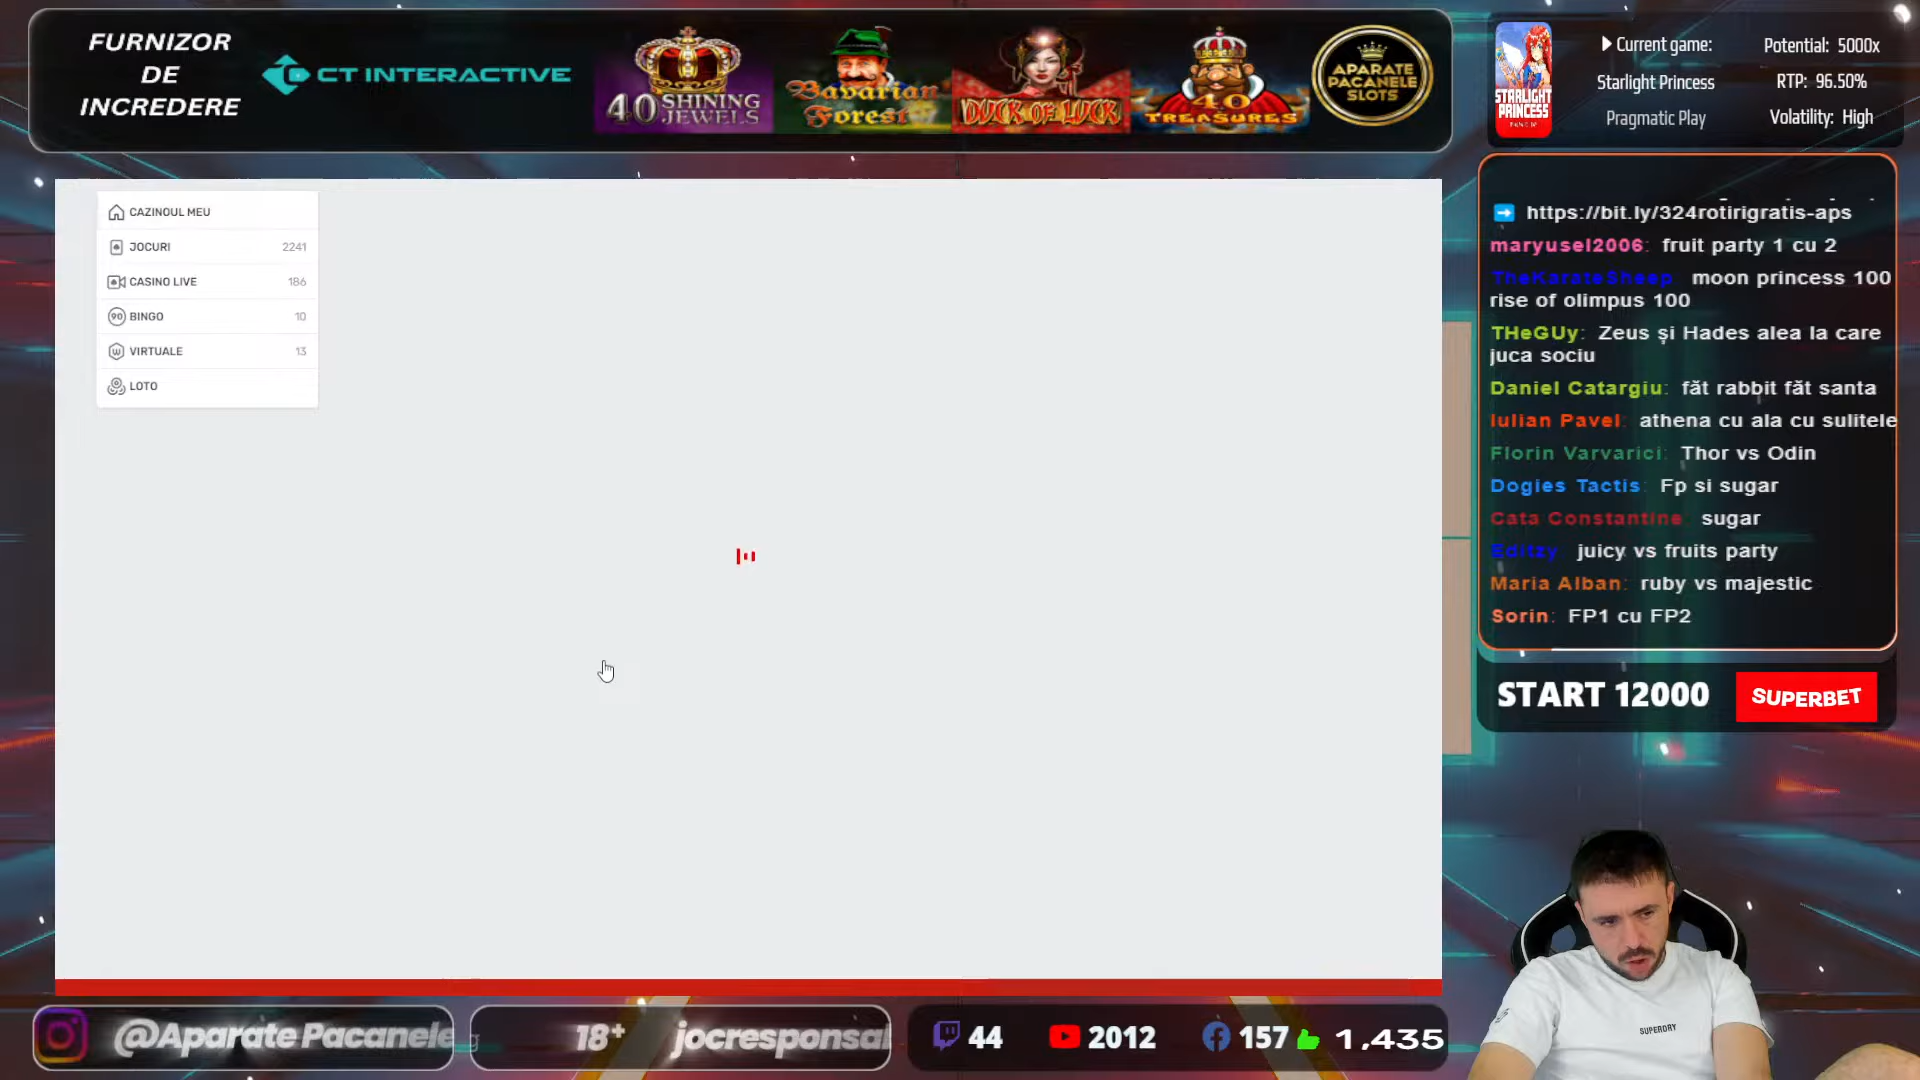 FURNIZOR
DE
INCREDERE
CT INTERACTIVE
40 SHINING
JEWELS
Bavarian
Forest
DUCK OF LUCK
40
TREASURES
APARATE
PACANELE
SLOTS
STARLIGHT
PRINCESS
Current game:
Starlight Princess
Pragmatic Play
Potential: 5000x
RTP: 96.50%
Volatility: High
CAZINOUL MEU
JOCURI 2241
CASINO LIVE 186
90 BINGO 10
VIRTUALE 13
LOTO
https://bit.ly/324rotirigratis-aps
maryusel2006: fruit party 1 cu 2
TheKarateSheep: moon princess 100
rise of olimpus 100
THeGUy: Zeus și Hades alea la care
juca sociu
Daniel Catargiu: făt rabbit făt santa
Iulian Pavel: athena cu ala cu sulitele
Florin Varvarici: Thor vs Odin
Dogies Tactis: Fp si sugar
Cata Constantine: sugar
Editzy: juicy vs fruits party
Maria Alban: ruby vs majestic
Sorin: FP1 cu FP2
START 12000
SUPERBET
SUPERDRY
@AparatePacanele
18+ jocresponsal
44
2012
157
1,435